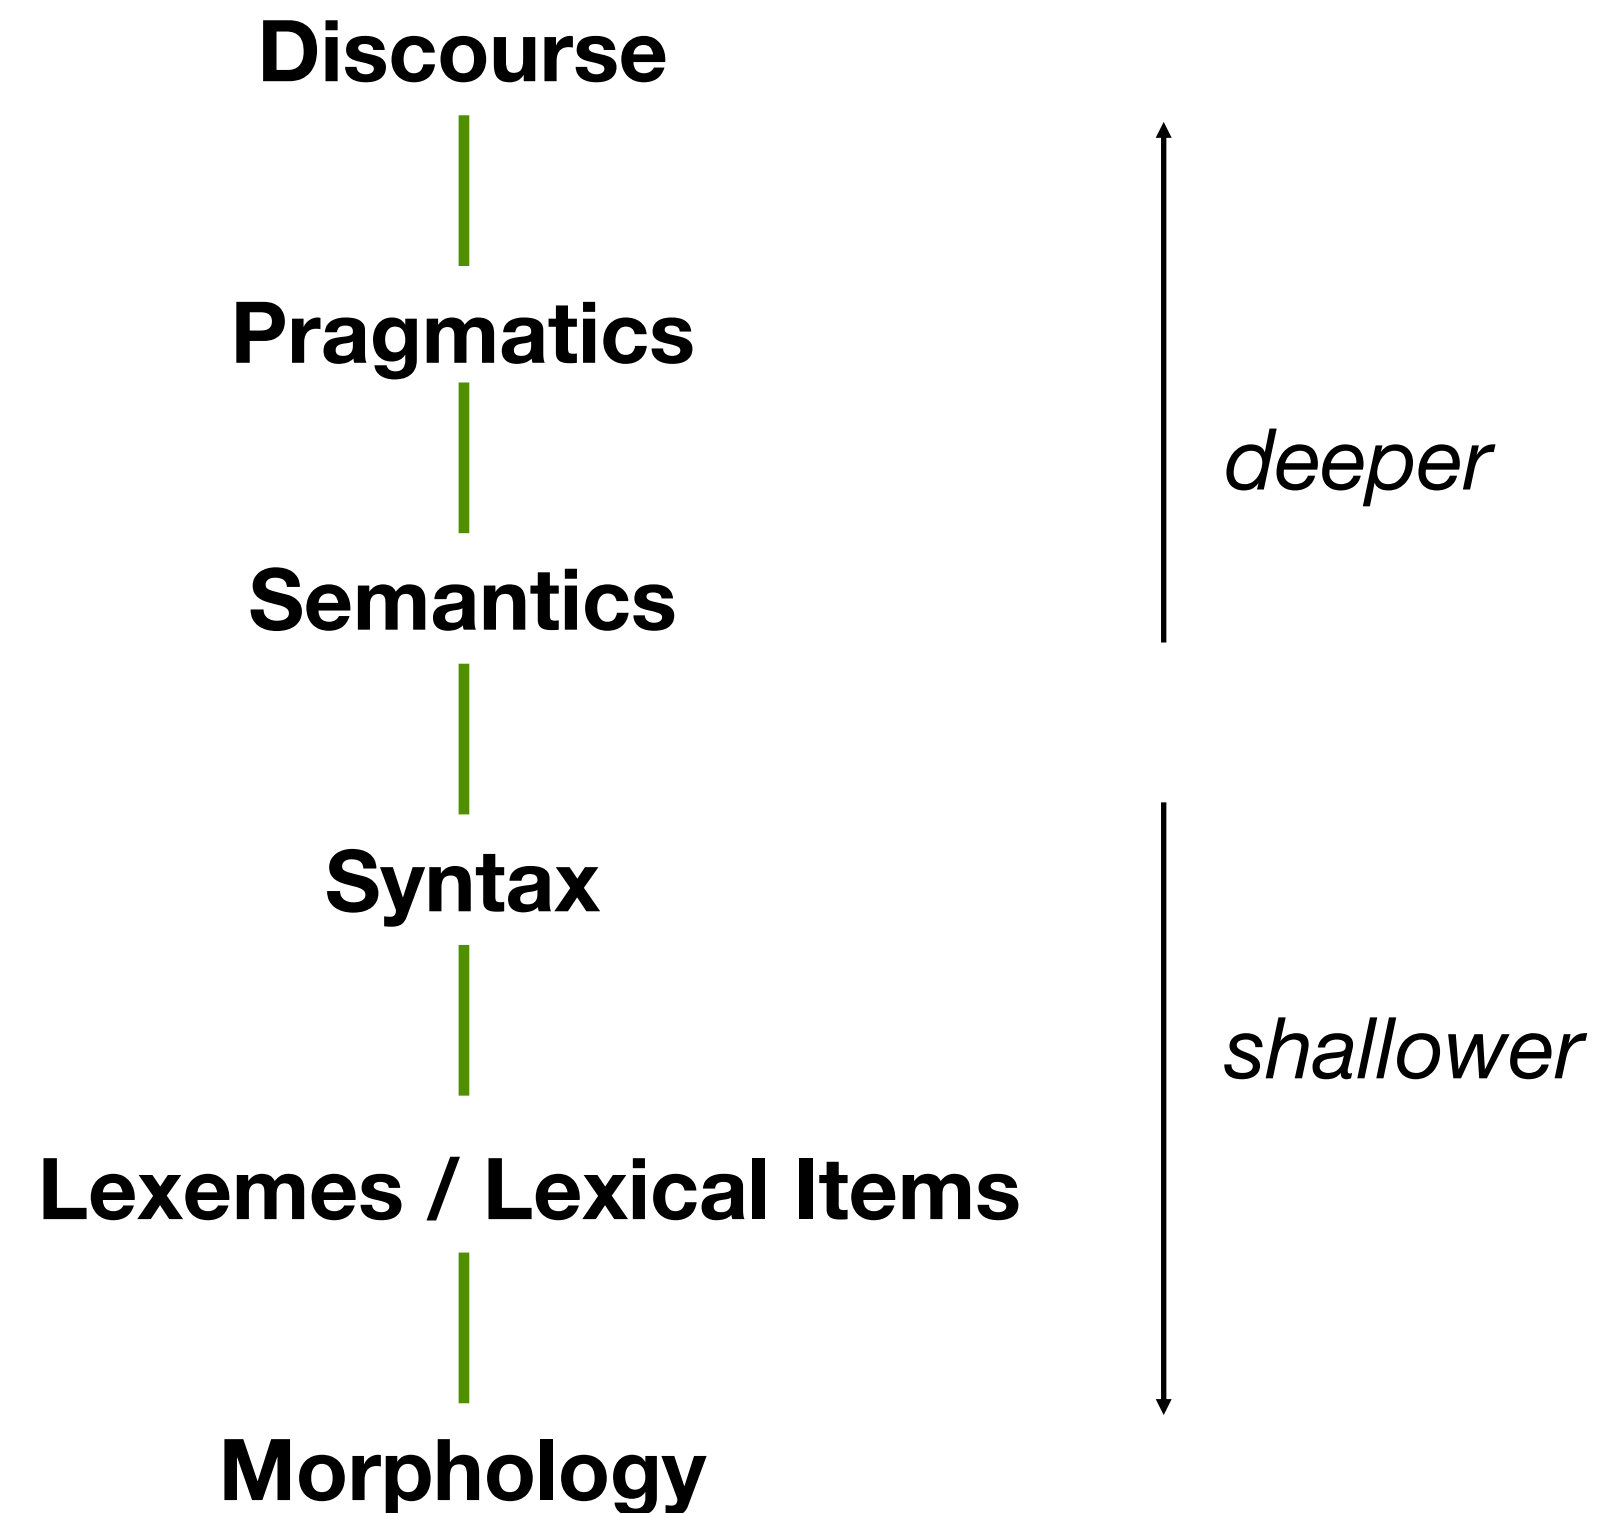 Discourse
Pragmatics
deeper
Semantics
Syntax
shallower
Lexemes / Lexical Items
Morphology